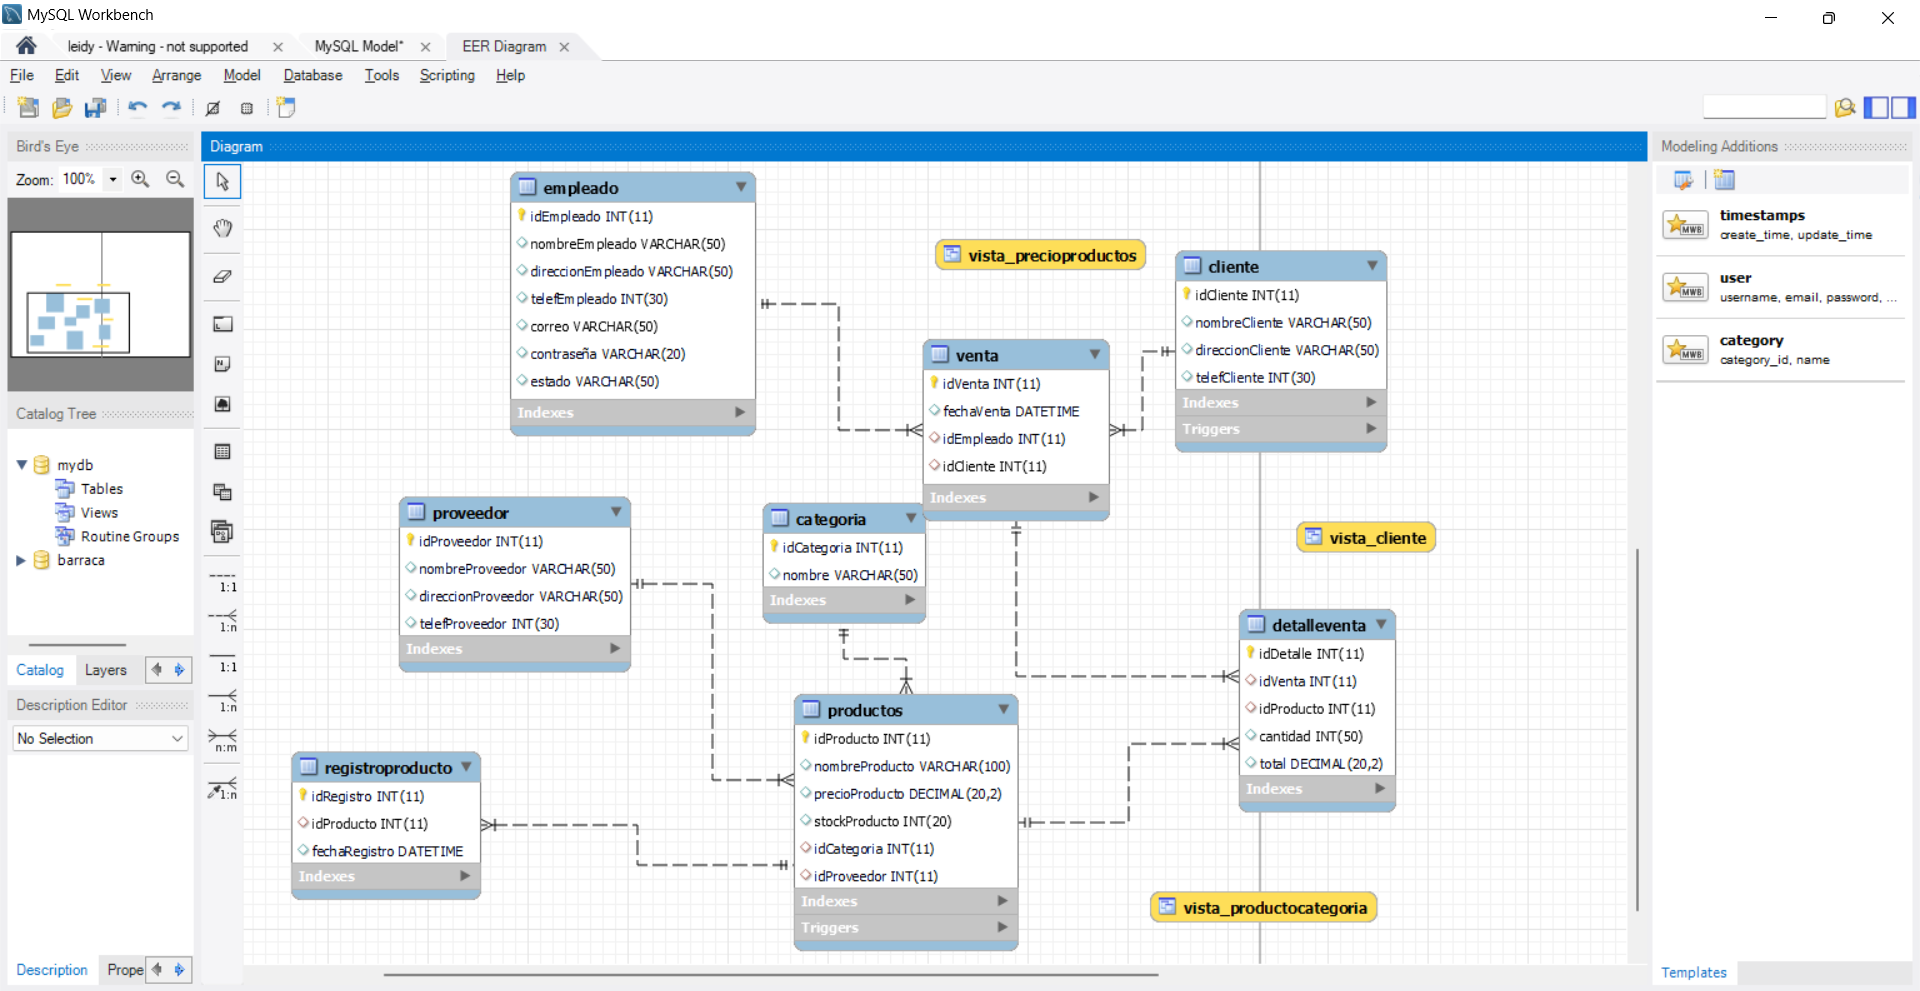 MySQL Workbench
leidy - Warning - not supported
MySQL Model*
EER Diagram
File Edit View Arrange Model Database Tools Scripting Help
Bird's Eye
Zoom: 100%
Catalog Tree
mydb
Tables
Views
Routine Groups
barraca
Catalog Layers
Description Editor
No Selection
Description Prope
1:1
1:n
1:1
1:n
n:m
1:n
Diagram
empleado
idEmpleado INT(11)
nombreEmpleado VARCHAR(50)
direccionEmpleado VARCHAR(50)
telefEmpleado INT(30)
correo VARCHAR(50)
contraseña VARCHAR(20)
estado VARCHAR(50)
Indexes
vista_precioproductos
cliente
idCliente INT(11)
nombreCliente VARCHAR(50)
direccionCliente VARCHAR(50)
telefCliente INT(30)
Indexes
Triggers
venta
idVenta INT(11)
fechaVenta DATETIME
idEmpleado INT(11)
idCliente INT(11)
Indexes
proveedor
idProveedor INT(11)
nombreProveedor VARCHAR(50)
direccionProveedor VARCHAR(50)
telefProveedor INT(30)
Indexes
categoria
idCategoria INT(11)
nombre VARCHAR(50)
Indexes
vista_cliente
detalleventa
idDetalle INT(11)
idVenta INT(11)
idProducto INT(11)
cantidad INT(50)
total DECIMAL(20,2)
Indexes
productos
idProducto INT(11)
nombreProducto VARCHAR(100)
precioProducto DECIMAL(20,2)
stockProducto INT(20)
idCategoria INT(11)
idProveedor INT(11)
Indexes
Triggers
registroproducto
idRegistro INT(11)
idProducto INT(11)
fechaRegistro DATETIME
Indexes
vista_productocategoria
Modeling Additions
MWB
timestamps
create_time, update_time
MWB
user
username, email, password, ...
MWB
category
category_id, name
Templates